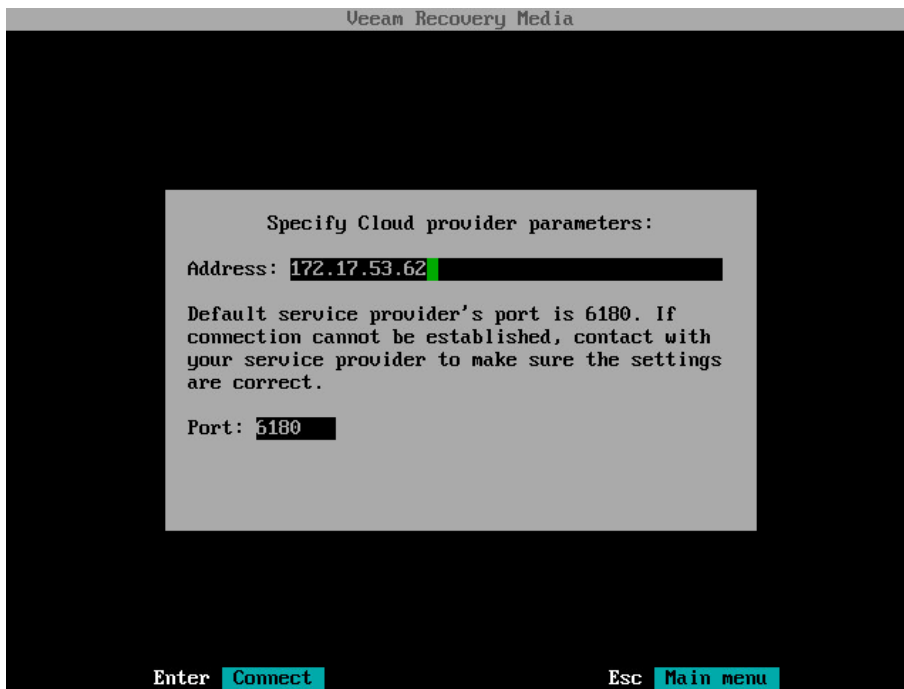 Veeam Recovery Media
Specify Cloud provider parameters:
Address: 172.17.53.62
Default service provider's port is 6180. If
connection cannot be established, contact with
your service provider to make sure the settings
are correct.
Port: 6180
Enter Connect Esc Main menu